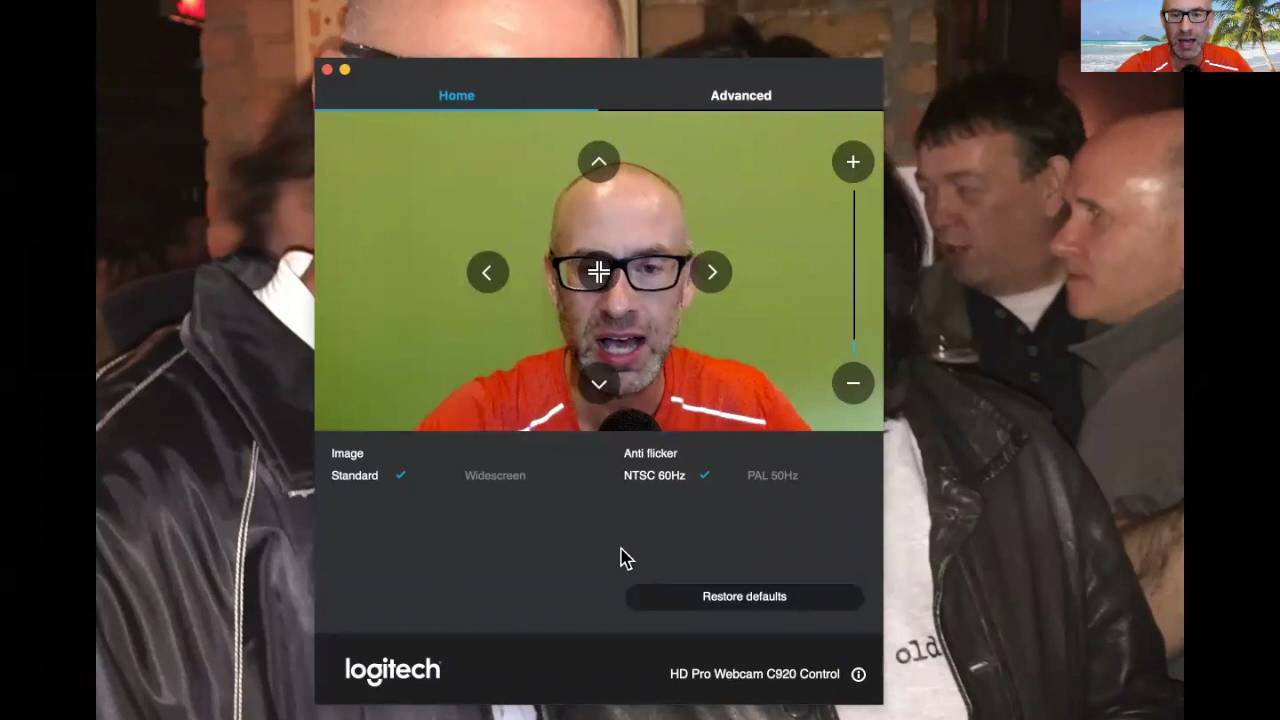 Home
Advanced
Image
Anti flicker
Standard
Widescreen
NTSC 60Hz
PAL 50Hz
Restore defaults
old
logitech
HD Pro Webcam C920 Control